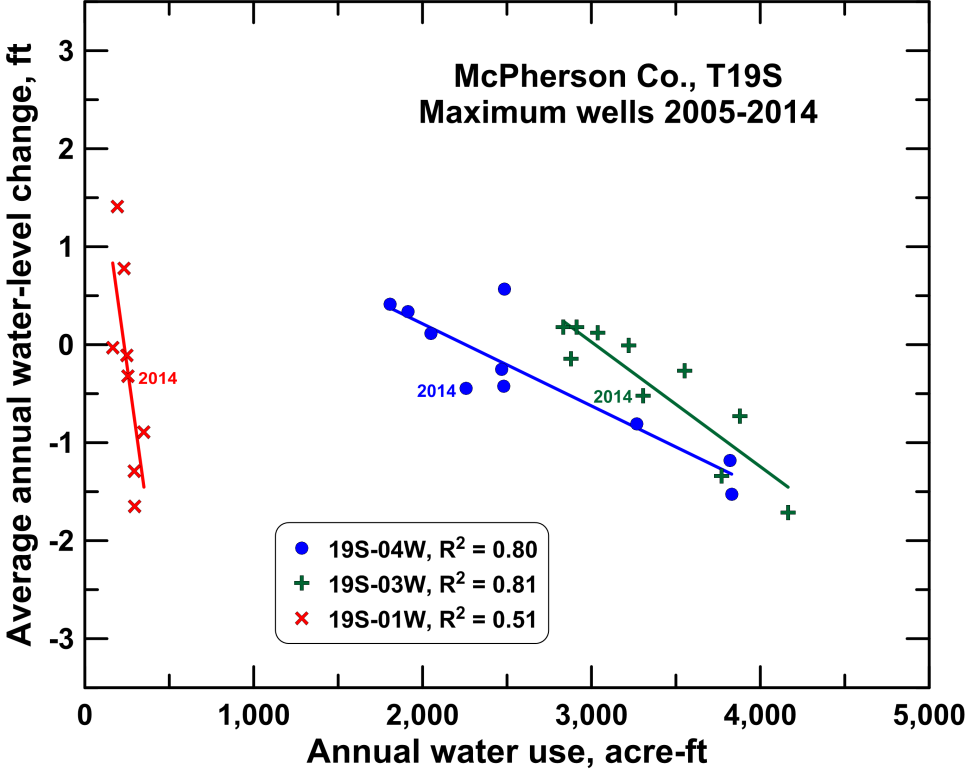 McPherson Co., T19S
Maximum wells 2005-2014
Average annual water-level change, ft
3
2
1
0
-1
-2
-3
2014
2014
2014
19S-04W, R² = 0.80
19S-03W, R² = 0.81
19S-01W, R² = 0.51
0 1,000 2,000 3,000 4,000 5,000
Annual water use, acre-ft